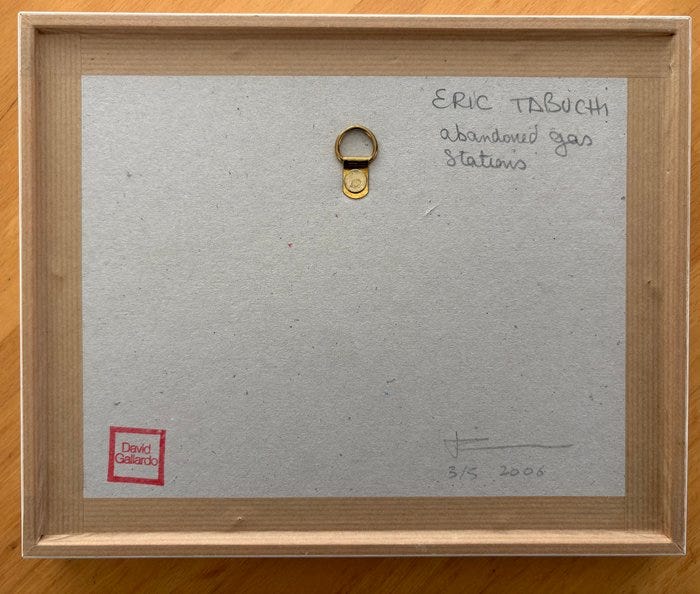 ERIC TABUCHI
abandoned gas
Stations
David
Gallardo
3/5 2006